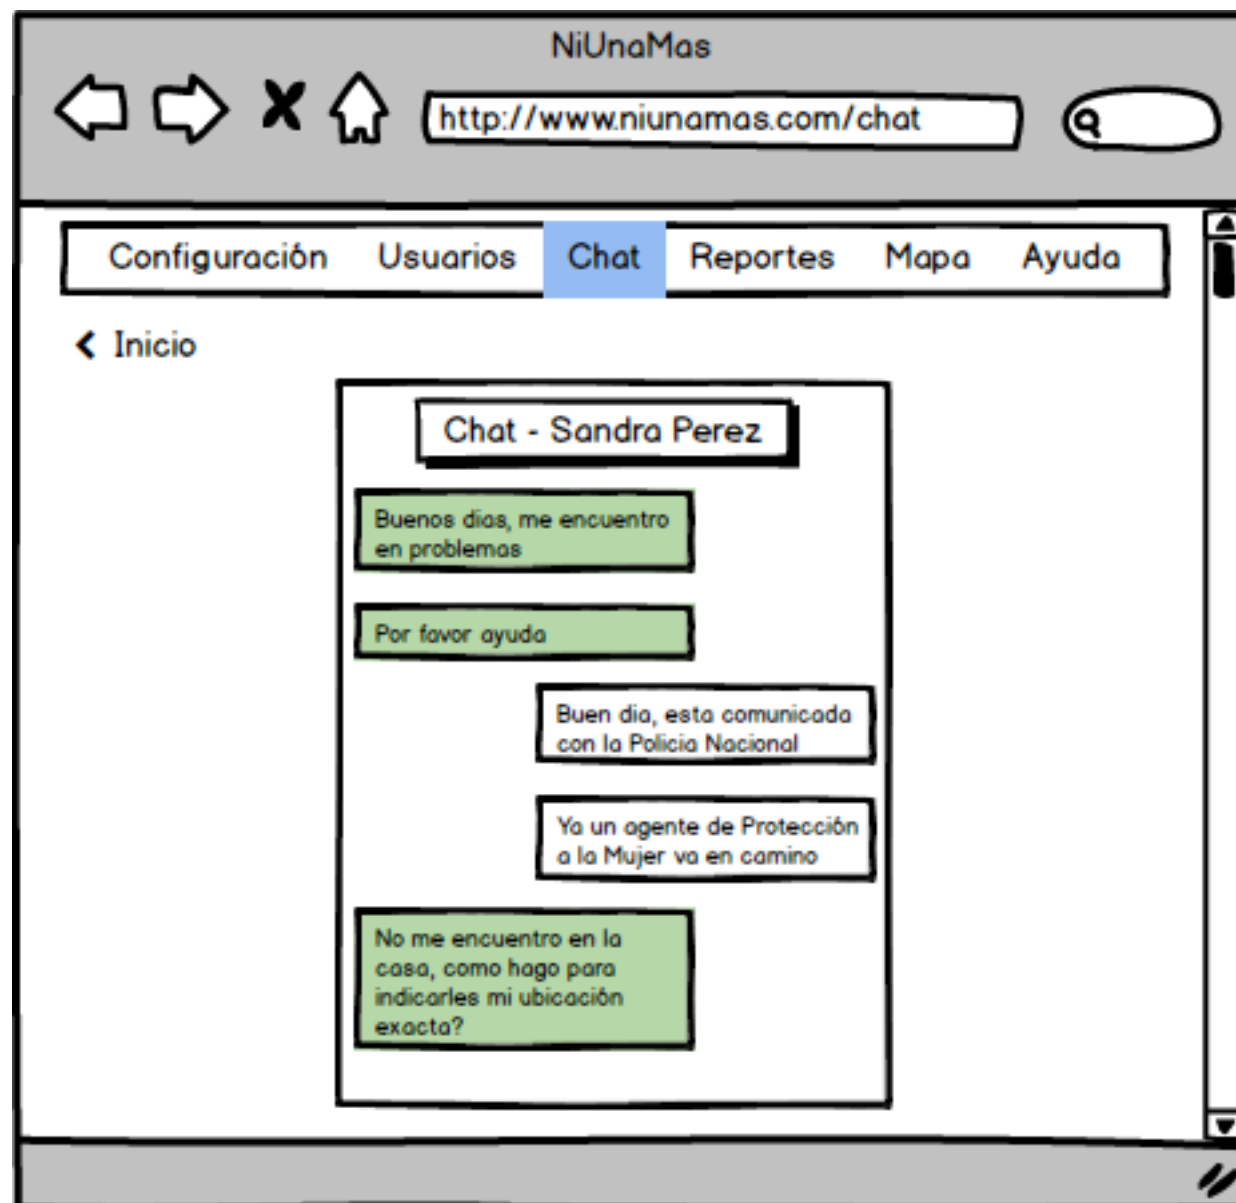 NiUnaMas
http://www.niunamas.com/chat
Configuración Usuarios Chat Reportes Mapa Ayuda
Inicio
Chat - Sandra Perez
Buenos dias, me encuentro
en problemas
Por favor ayuda
Buen dia, esta comunicada
con la Policia Nacional
Ya un agente de Protección
a la Mujer va en camino
No me encuentro en la
casa, como hago para
indicarles mi ubicación
exacta?